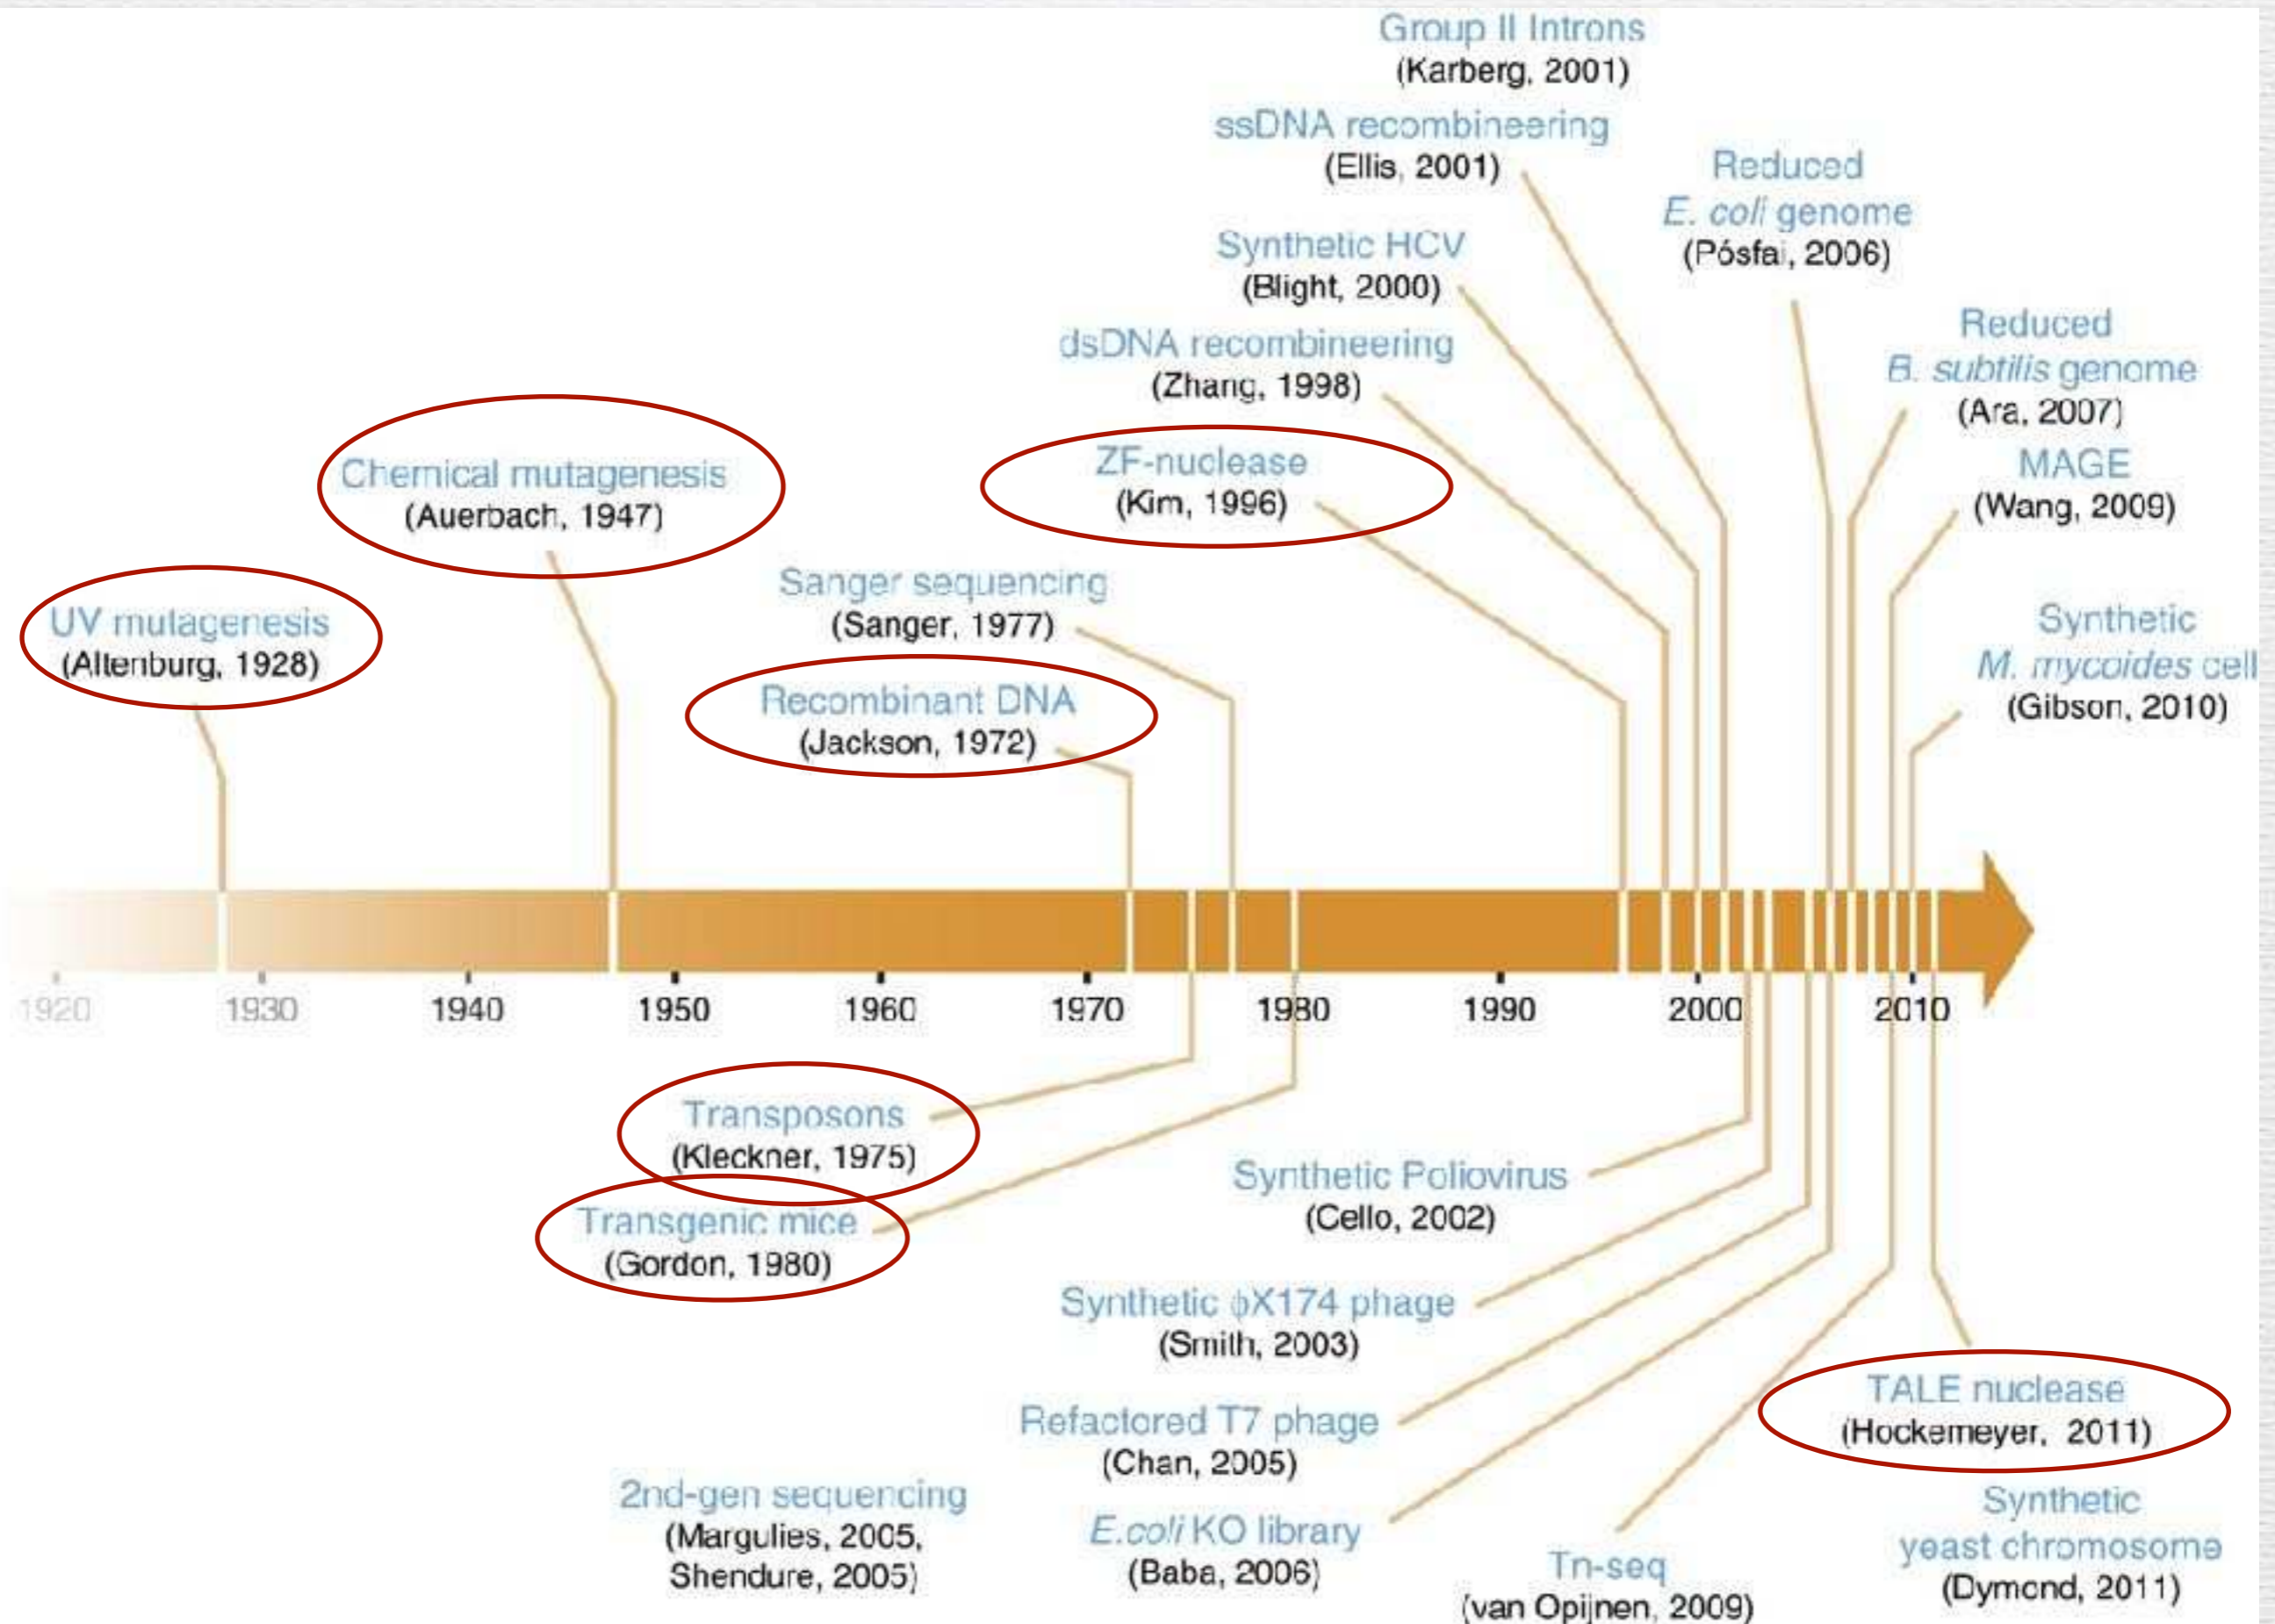 Group II Introns
(Karberg, 2001)
ssDNA recombineering
(Ellis, 2001)
Reduced
E. coli genome
(Pósfai, 2006)
Synthetic HCV
(Blight, 2000)
Reduced
B. subtilis genome
(Ara, 2007)
dsDNA recombineering
(Zhang, 1998)
MAGE
(Wang, 2009)
ZF-nuclease
(Kim, 1996)
Chemical mutagenesis
(Auerbach, 1947)
Sanger sequencing
(Sanger, 1977)
UV mutagenesis
(Altenburg, 1928)
Synthetic
M. mycoides cell
(Gibson, 2010)
Recombinant DNA
(Jackson, 1972)
1920 1930 1940 1950 1960 1970 1980 1990 2000 2010
Transposons
(Kleckner, 1975)
Transgenic mice
(Gordon, 1980)
Synthetic Poliovirus
(Cello, 2002)
Synthetic ϕX174 phage
(Smith, 2003)
TALE nuclease
(Hockemeyer, 2011)
Refactored T7 phage
(Chan, 2005)
2nd-gen sequencing
(Margulies, 2005,
Shendure, 2005)
E.coli KO library
(Baba, 2006)
Tn-seq
(van Opijnen, 2009)
Synthetic
yeast chromosome
(Dymond, 2011)